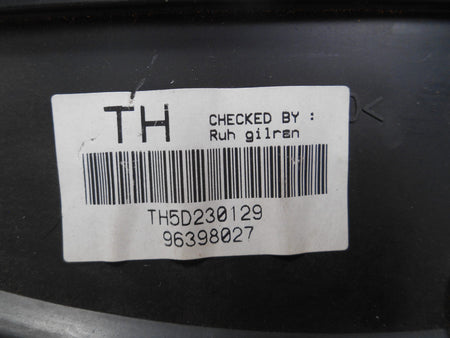 TH
CHECKED BY :
Ruh gilran
TH5D230129
96398027